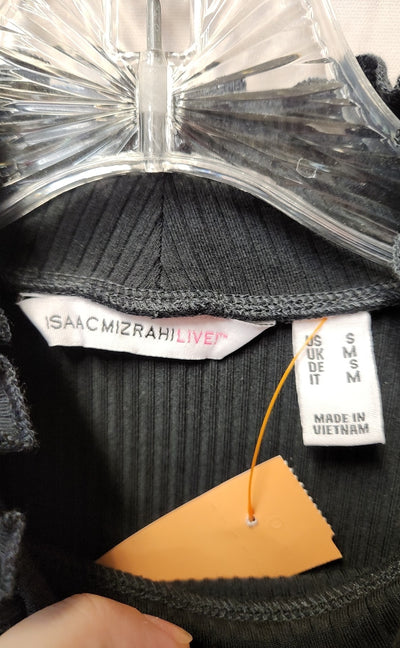 ISAACMIZRAHILIVE!™
US S
UK M
DE S
IT M
MADE IN
VIETNAM